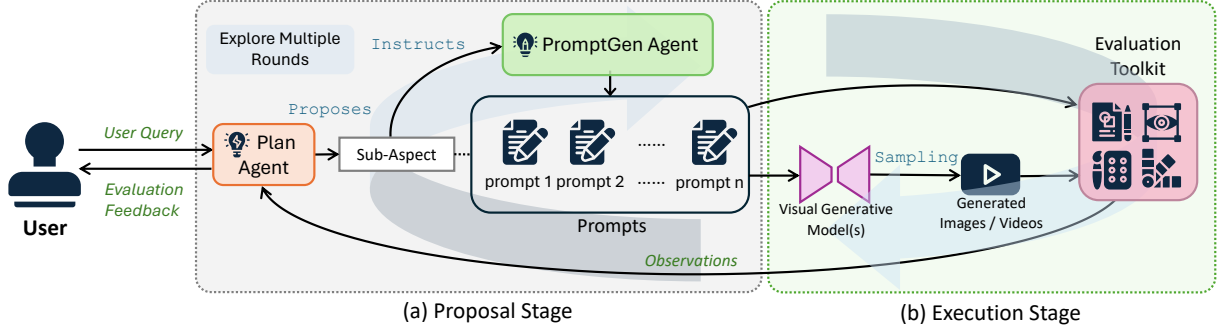 Explore Multiple
Rounds
Instructs
PromptGen Agent
Evaluation
Toolkit
Proposes
User Query
Plan
Agent
Sub-Aspect
Evaluation
Feedback
User
prompt 1
prompt 2
......
......
prompt n
Prompts
Sampling
Visual Generative
Model(s)
Generated
Images / Videos
Observations
(a) Proposal Stage
(b) Execution Stage